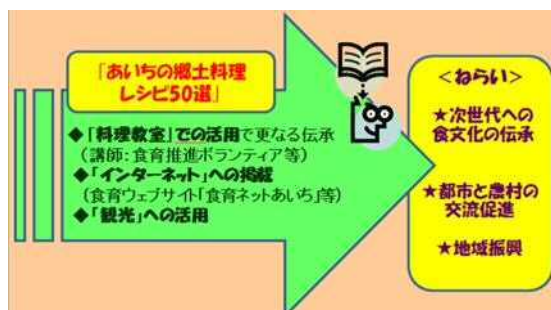 「あいちの郷土料理
レシピ50選」
◆「料理教室」での活用で更なる伝承
（講師：食育推進ボランティア等）
◆「インターネット」への掲載
（食育ウェブサイト「食育ネットあいち」等）
◆「観光」への活用
＜ねらい＞
★次世代への
食文化の伝承
★都市と農村の
交流促進
★地域振興